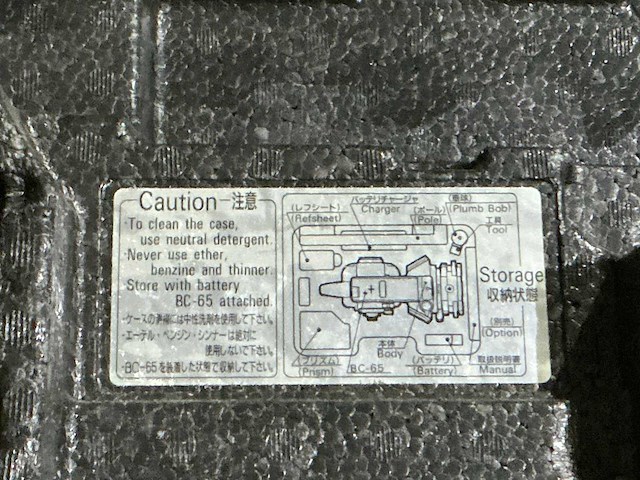 Caution 注意
·To clean the case,
use neutral detergent.
·Never use ether,
benzine and thinner.
·Store with battery
BC-65 attached.
·ケースの清掃には中性洗剤を使用して下さい。
·エーテル・ベンジン・シンナーは絶対に
使用しないで下さい。
·BC-65を装着した状態で収納して下さい。
(レフシート)
(Refsheet)
バッテリチャージャ
Charger
(ポール)
(Pole)
(垂球)
(Plumb Bob)
工具
Tool
Storage
収納状態
(別売)
(Option)
(プリズム)
(Prism)
BC-65
本体
Body
(バッテリ)
(Battery)
取扱説明書
Manual